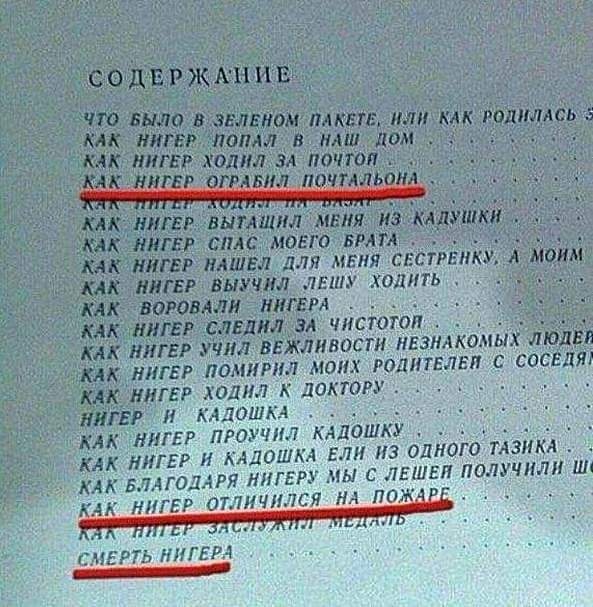 СОДЕРЖАНИЕ
ЧТО БЫЛО В ЗЕЛЕНОМ ПАКЕТЕ, ИЛИ КАК РОДИЛАСЬ Э
КАК НИГЕР ПОПАЛ В НАШ ДОМ
КАК НИГЕР ХОДИЛ ЗА ПОЧТОЙ
КАК НИГЕР ОГРАБИЛ ПОЧТАЛЬОНА
КАК НИГЕР ХОДИЛ НА БАЗАР
КАК НИГЕР ВЫТАЩИЛ МЕНЯ ИЗ КАДУШКИ
КАК НИГЕР СПАС МОЕГО БРАТА
КАК НИГЕР НАШЕЛ ДЛЯ МЕНЯ СЕСТРЕНКУ, А МОИМ
КАК НИГЕР ВЫУЧИЛ ЛЕШУ ХОДИТЬ
КАК ВОРОВАЛИ НИГЕРА
КАК НИГЕР СЛЕДИЛ ЗА ЧИСТОТОЙ
КАК НИГЕР УЧИЛ ВЕЖЛИВОСТИ НЕЗНАКОМЫХ ЛЮДЕЙ
КАК НИГЕР ПОМИРИЛ МОИХ РОДИТЕЛЕЙ С СОСЕДЯ
КАК НИГЕР ХОДИЛ К ДОКТОРУ
НИГЕР И КАДОШКА
КАК НИГЕР ПРОУЧИЛ КАДОШКУ
КАК НИГЕР И КАДОШКА ЕЛИ ИЗ ОДНОГО ТАЗИКА
КАК БЛАГОДАРЯ НИГЕРУ МЫ С ЛЕШЕЙ ПОЛУЧИЛИ Ш
КАК НИГЕР ОТЛИЧИЛСЯ НА ПОЖАРЕ
КАК НИГЕР ЗАСЛУЖИЛ МЕДАЛЬ
СМЕРТЬ НИГЕРА